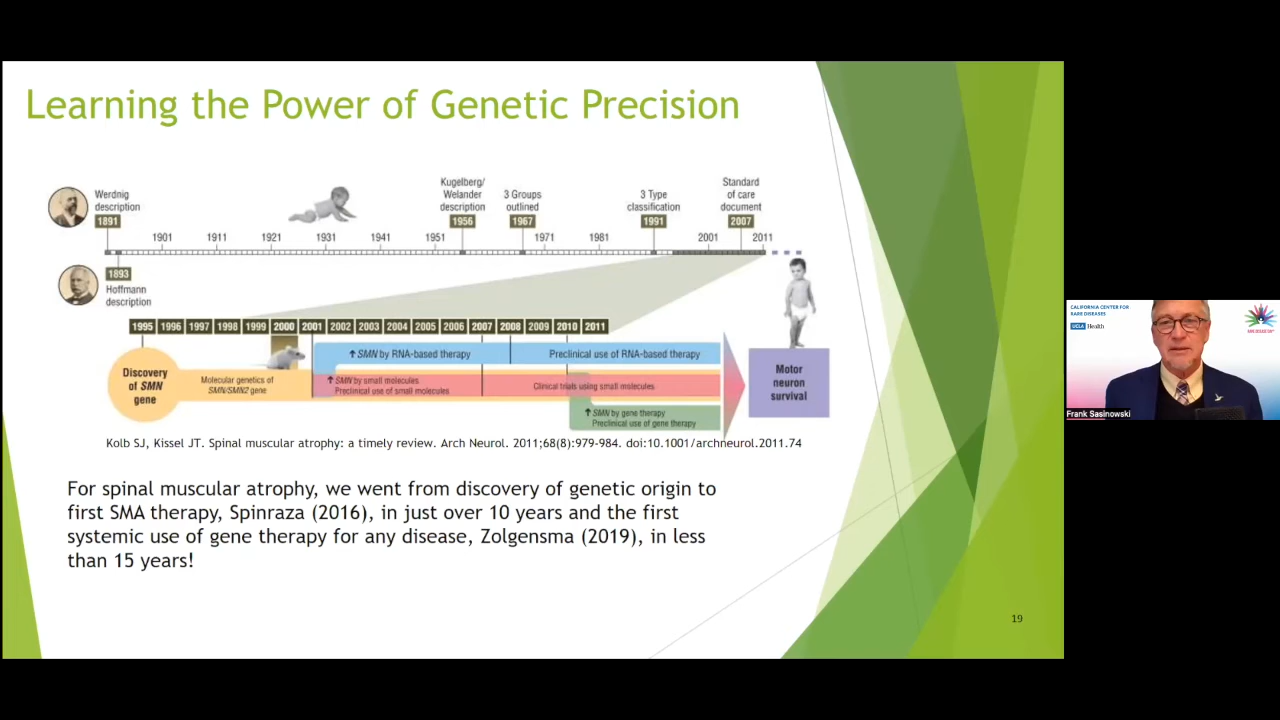 Learning the Power of Genetic Precision
Werdnig
description
1891
Kugelberg/
Welander
description
1956
3 Groups
outlined
1967
3 Type
classification
1991
Standard
of care
document
2007
1901 1911 1921 1931 1941 1951 1971 1981 2001 2011
1893
Hoffmann
description
1995 1996 1997 1998 1999 2000 2001 2002 2003 2004 2005 2006 2007 2008 2009 2010 2011
Discovery
of SMN
gene
Molecular genetics of
SMN/SMN2 gene
↑ SMN by RNA-based therapy
Preclinical use of RNA-based therapy
↑ SMN by small molecules
Preclinical use of small molecules
Clinical trials using small molecules
↑ SMN by gene therapy
Preclinical use of gene therapy
Motor
neuron
survival
Kolb SJ, Kissel JT. Spinal muscular atrophy: a timely review. Arch Neurol. 2011;68(8):979-984. doi:10.1001/archneurol.2011.74
For spinal muscular atrophy, we went from discovery of genetic origin to
first SMA therapy, Spinraza (2016), in just over 10 years and the first
systemic use of gene therapy for any disease, Zolgensma (2019), in less
than 15 years!
19
CALIFORNIA CENTER FOR
RARE DISEASES
UCLA Health
Frank Sasinowski